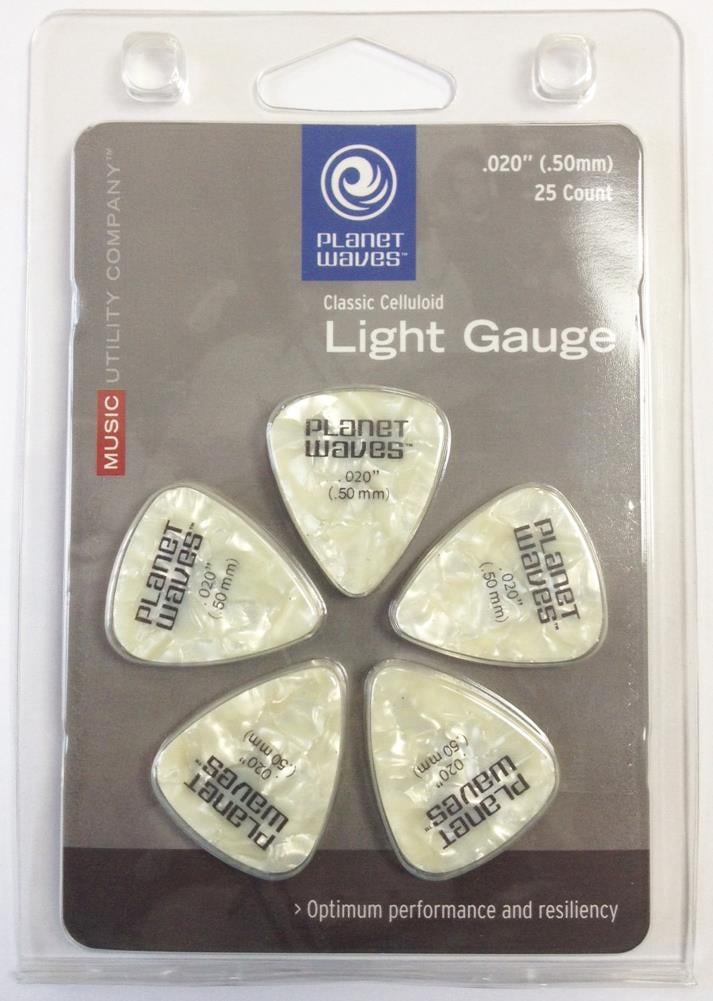 .020” (.50mm)
25 Count
PLANET
WAVES™
Classic Celluloid
Light Gauge
MUSIC UTILITY COMPANY™
PLANET
WAVES™
.020”
(.50 mm)
PLANET
WAVES™
.020”
(.50 mm)
PLANET
WAVES™
.020”
(.50 mm)
PLANET
WAVES™
.020”
(.50 mm)
PLANET
WAVES™
.020”
(.50 mm)
› Optimum performance and resiliency